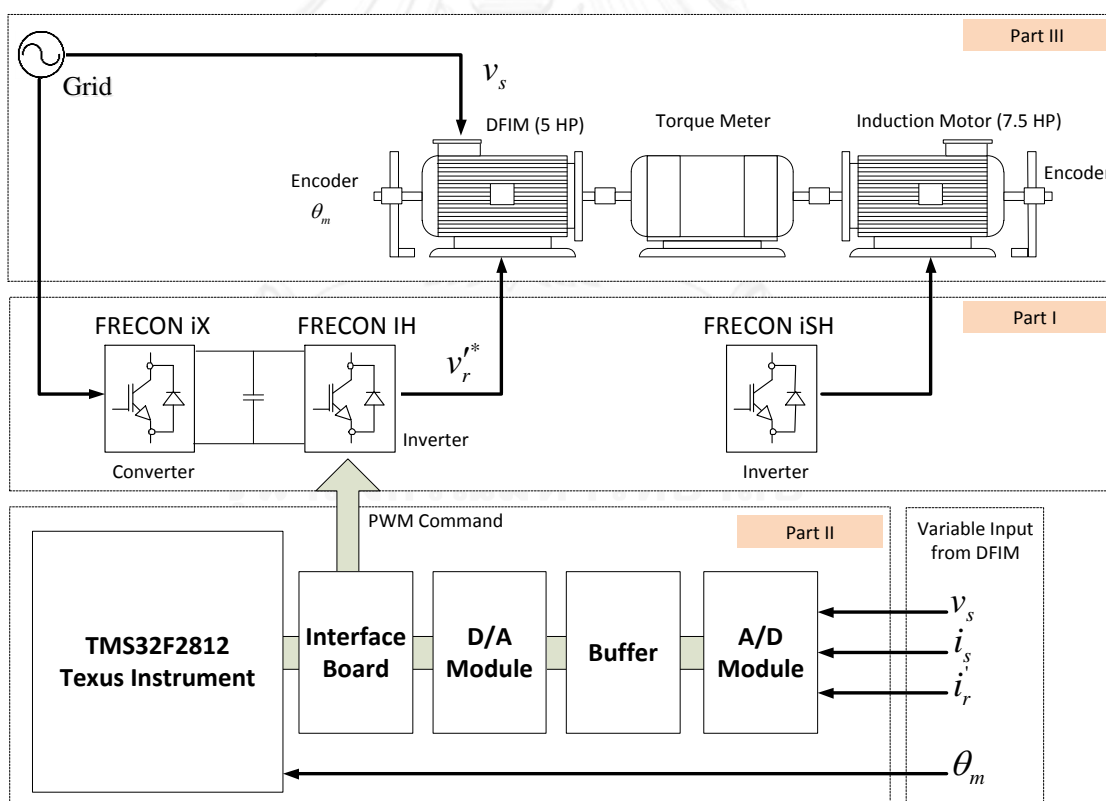 Part III
Grid
v_s
DFIM (5 HP)
Torque Meter
Induction Motor (7.5 HP)
Encoder
θ_m
Encoder
Part I
FRECON iX
FRECON IH
FRECON iSH
v_r'^*
Converter
Inverter
Inverter
PWM Command
Part II
Variable Input
from DFIM
TMS32F2812
Texus Instrument
Interface
Board
D/A
Module
Buffer
A/D
Module
v_s
i_s
i_r'
θ_m